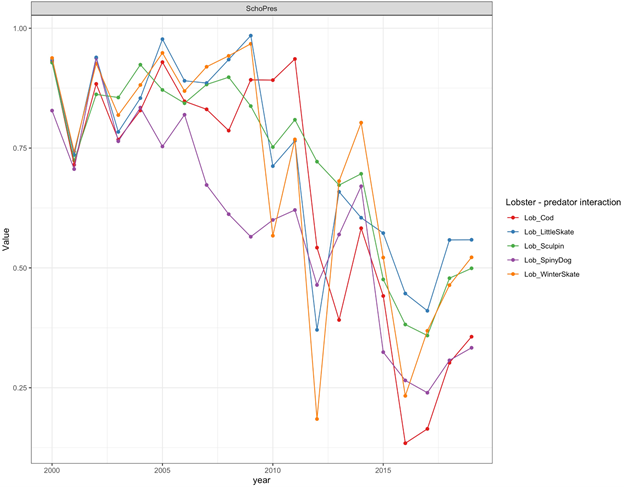 SchoPres
1.00
0.75
0.50
0.25
Value
2000
2005
2010
2015
year
Lobster - predator interaction
Lob_Cod
Lob_LittleSkate
Lob_Sculpin
Lob_SpinyDog
Lob_WinterSkate